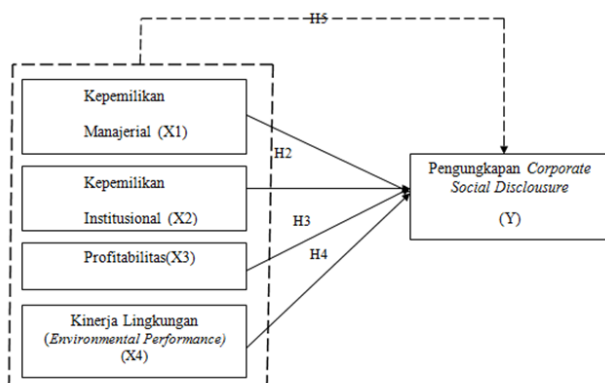 H5
Kepemilikan
Manajerial (X1)
H2
Kepemilikan
Institusional (X2)
H3
Profitabilitas(X3)
H4
Kinerja Lingkungan
(Environmental Performance)
(X4)
Pengungkapan Corporate
Social Disclousure
(Y)